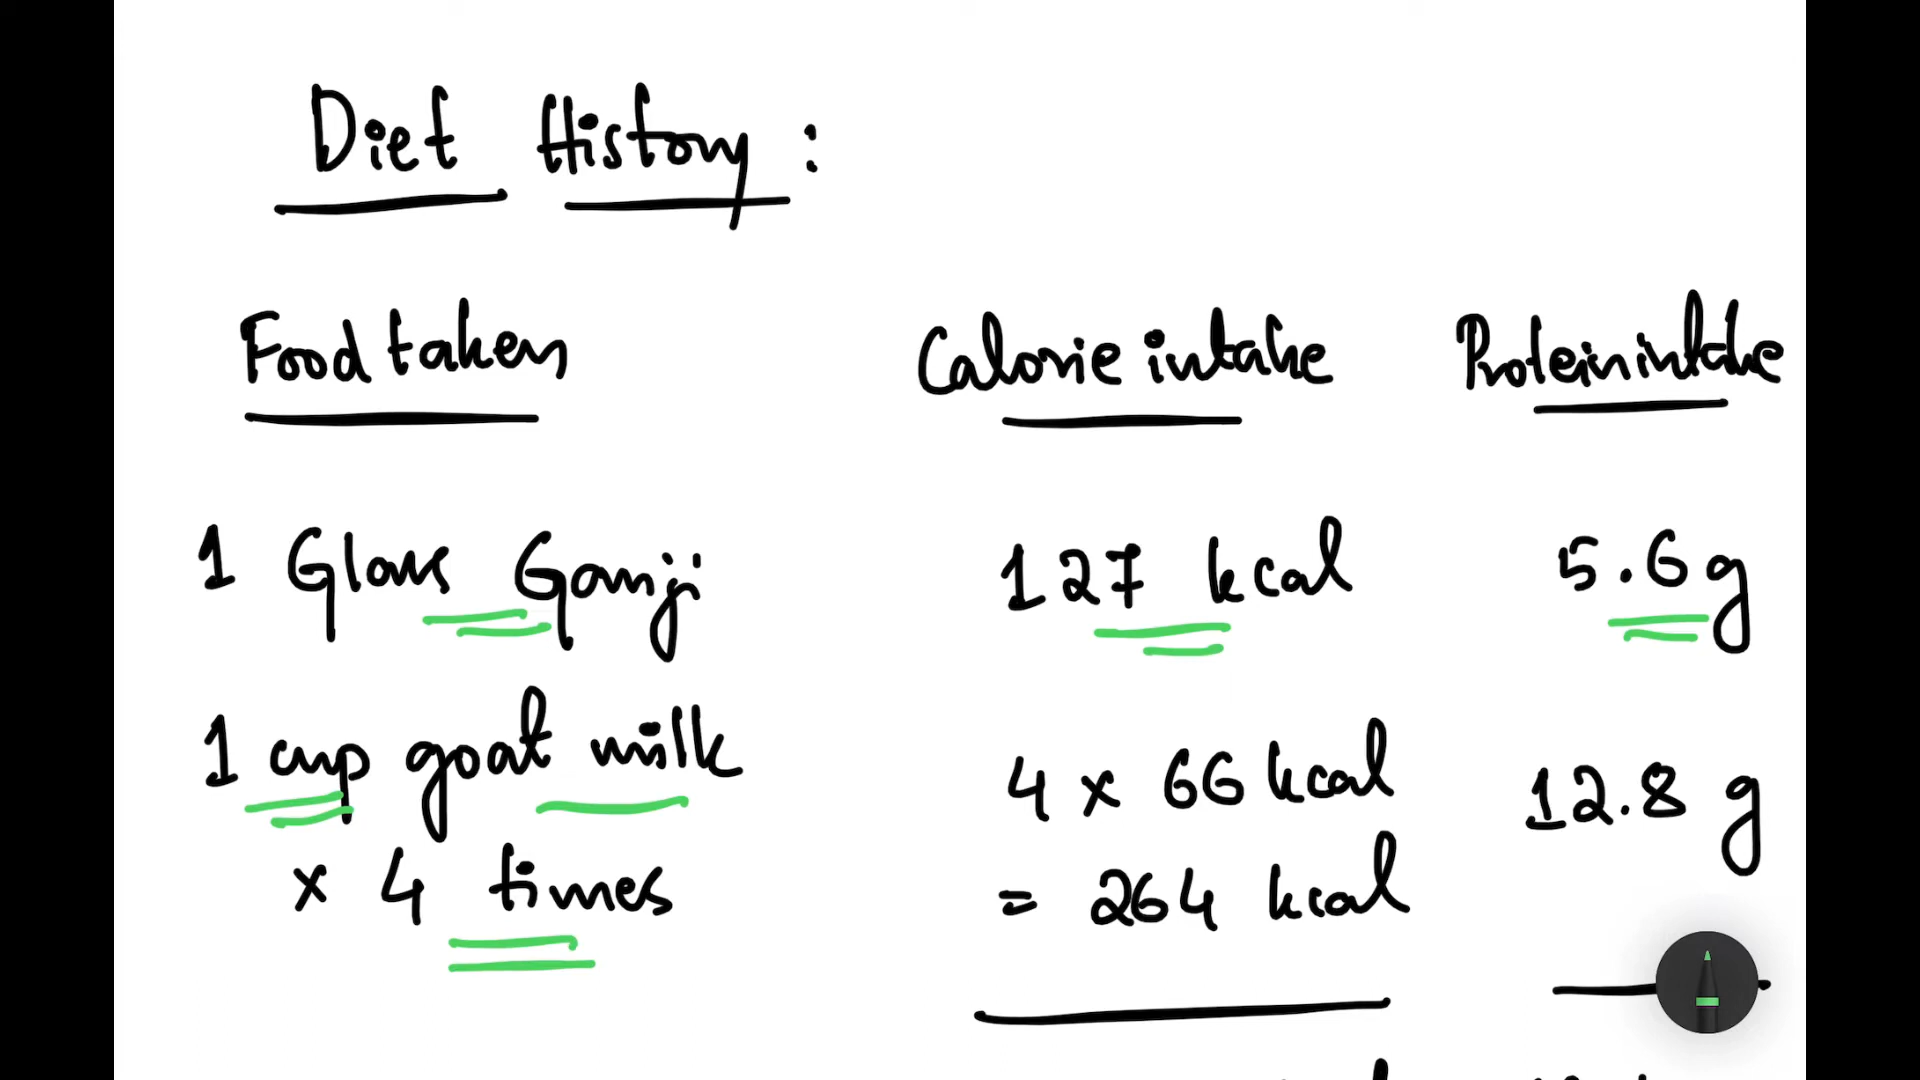 Diet History :
Food taken Calorie intake Protein intake
1 Glass Ganji 127 kcal 5.6 g
1 cup goat milk 4 x 66 kcal 12.8 g
x 4 times = 264 kcal